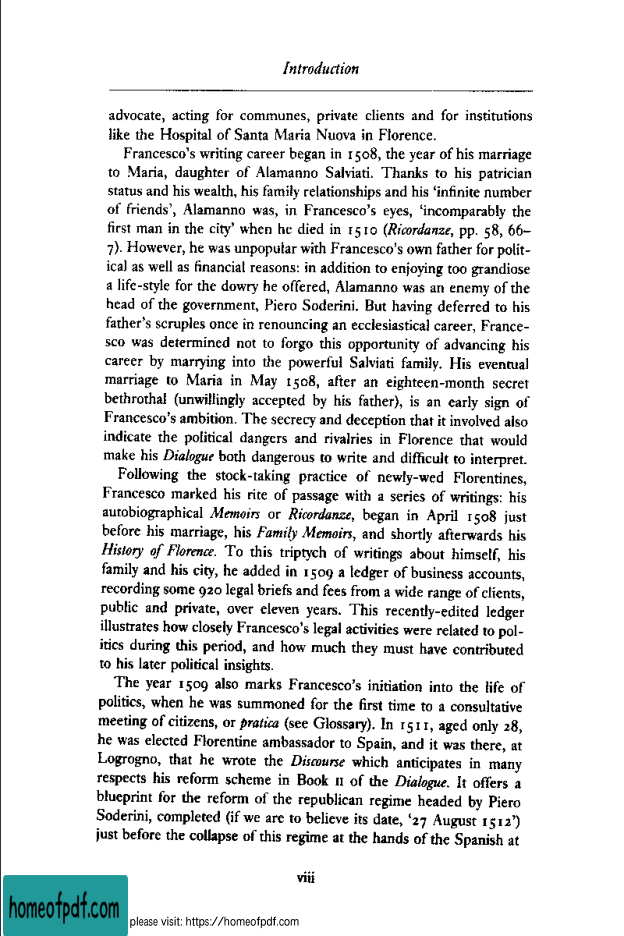 Introduction
advocate, acting for communes, private clients and for institutions
like the Hospital of Santa Maria Nuova in Florence.
Francesco's writing career began in 1508, the year of his marriage
to Maria, daughter of Alamanno Salviati. Thanks to his patrician
status and his wealth, his family relationships and his 'infinite number
of friends', Alamanno was, in Francesco's eyes, 'incomparably the
first man in the city' when he died in 1510 (Ricordanze, pp. 58, 66–
7). However, he was unpopular with Francesco's own father for polit-
ical as well as financial reasons: in addition to enjoying too grandiose
a life-style for the dowry he offered, Alamanno was an enemy of the
head of the government, Piero Soderini. But having deferred to his
father's scruples once in renouncing an ecclesiastical career, France-
sco was determined not to forgo this opportunity of advancing his
career by marrying into the powerful Salviati family. His eventual
marriage to Maria in May 1508, after an eighteen-month secret
bethrothal (unwillingly accepted by his father), is an early sign of
Francesco's ambition. The secrecy and deception that it involved also
indicate the political dangers and rivalries in Florence that would
make his Dialogue both dangerous to write and difficult to interpret.
Following the stock-taking practice of newly-wed Florentines,
Francesco marked his rite of passage with a series of writings: his
autobiographical Memoirs or Ricordanze, began in April 1508 just
before his marriage, his Family Memoirs, and shortly afterwards his
History of Florence. To this triptych of writings about himself, his
family and his city, he added in 1509 a ledger of business accounts,
recording some 920 legal briefs and fees from a wide range of clients,
public and private, over eleven years. This recently-edited ledger
illustrates how closely Francesco's legal activities were related to pol-
itics during this period, and how much they must have contributed
to his later political insights.
The year 1509 also marks Francesco's initiation into the life of
politics, when he was summoned for the first time to a consultative
meeting of citizens, or pratica (see Glossary). In 1511, aged only 28,
he was elected Florentine ambassador to Spain, and it was there, at
Logrogno, that he wrote the Discourse which anticipates in many
respects his reform scheme in Book II of the Dialogue. It offers a
blueprint for the reform of the republican regime headed by Piero
Soderini, completed (if we are to believe its date, '27 August 1512')
just before the collapse of this regime at the hands of the Spanish at
viii
homeofpdf.com
please visit: https://homeofpdf.com